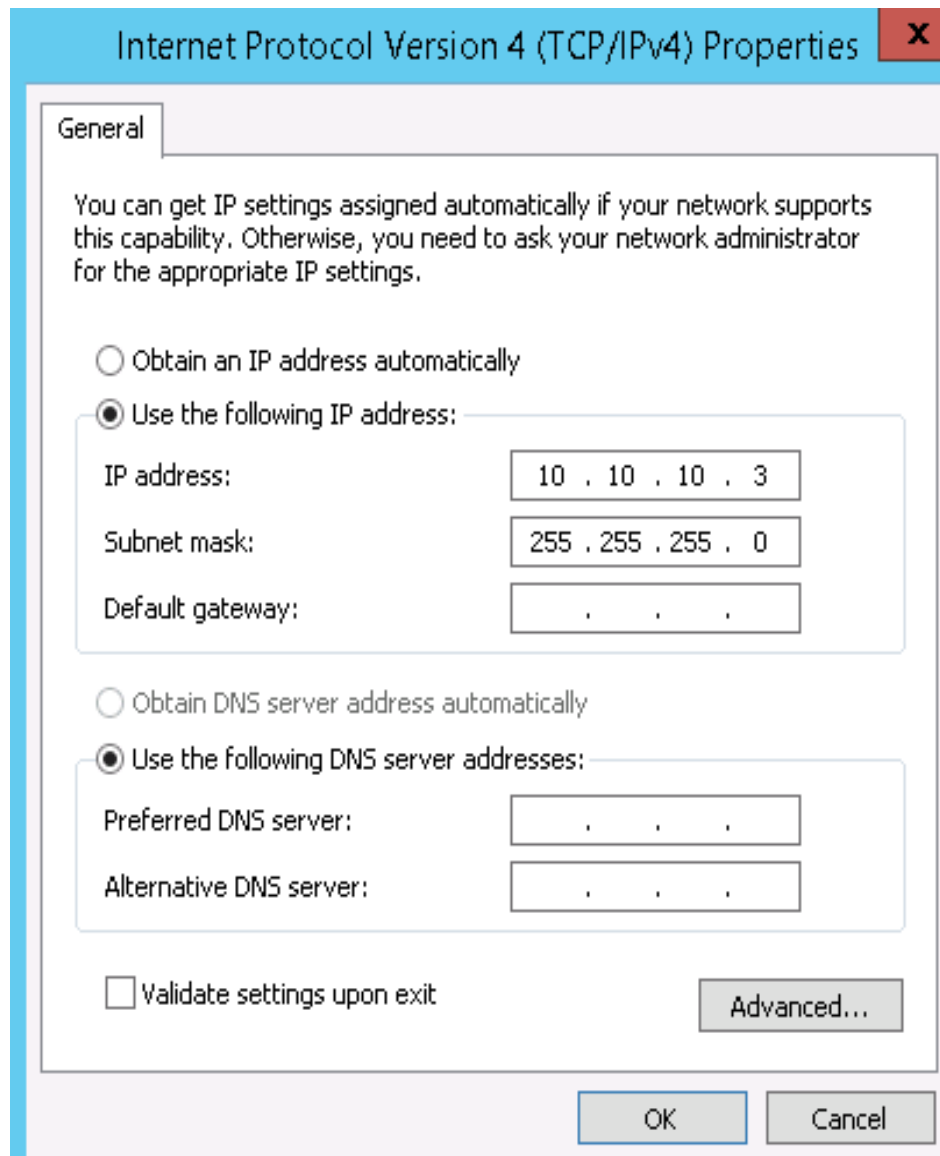 Internet Protocol Version 4 (TCP/IPv4) Properties
x
General
You can get IP settings assigned automatically if your network supports
this capability. Otherwise, you need to ask your network administrator
for the appropriate IP settings.
Obtain an IP address automatically
Use the following IP address:
IP address: 10 . 10 . 10 . 3
Subnet mask: 255 . 255 . 255 . 0
Default gateway: . . .
Obtain DNS server address automatically
Use the following DNS server addresses:
Preferred DNS server: . . .
Alternative DNS server: . . .
Validate settings upon exit
Advanced...
OK Cancel